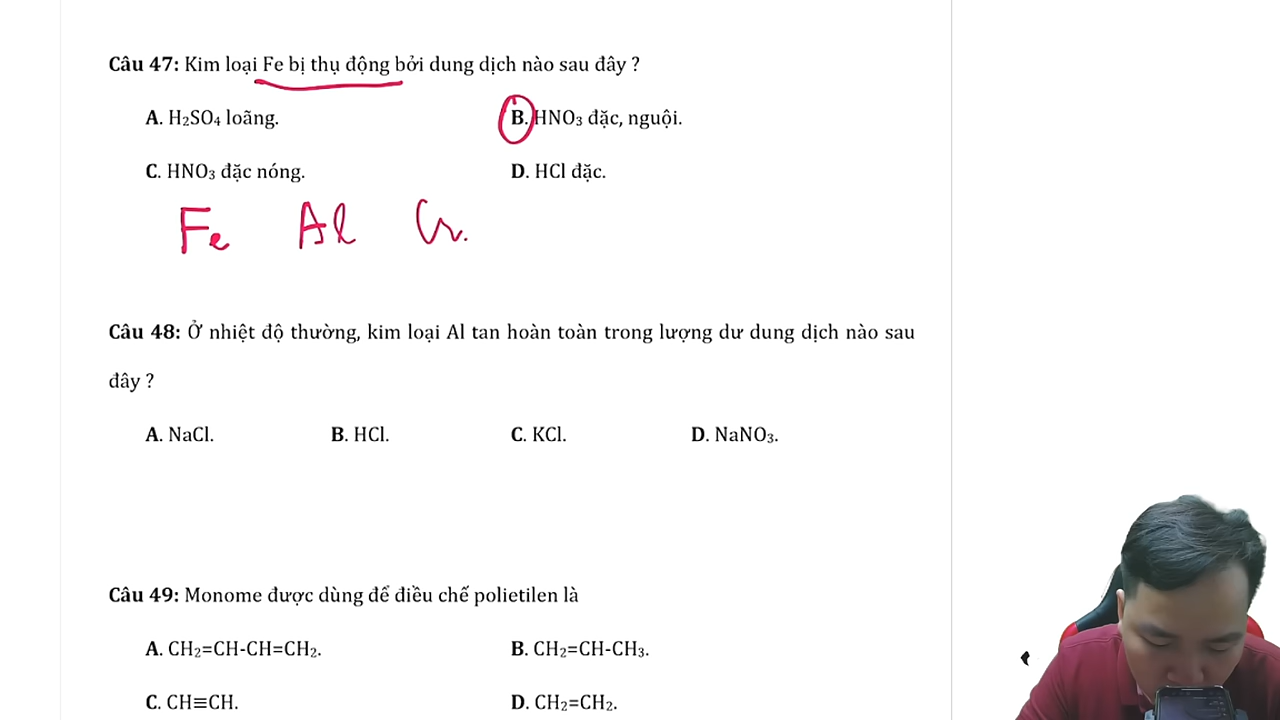 Câu 47: Kim loại Fe bị thụ động bởi dung dịch nào sau đây ?
A. H₂SO₄ loãng. B. HNO₃ đặc, nguội.
C. HNO₃ đặc nóng. D. HCl đặc.
Fe Al Cr.
Câu 48: Ở nhiệt độ thường, kim loại Al tan hoàn toàn trong lượng dư dung dịch nào sau
đây ?
A. NaCl. B. HCl. C. KCl. D. NaNO₃.
Câu 49: Monome được dùng để điều chế polietilen là
A. CH₂=CH-CH=CH₂. B. CH₂=CH-CH₃.
C. CH≡CH. D. CH₂=CH₂.